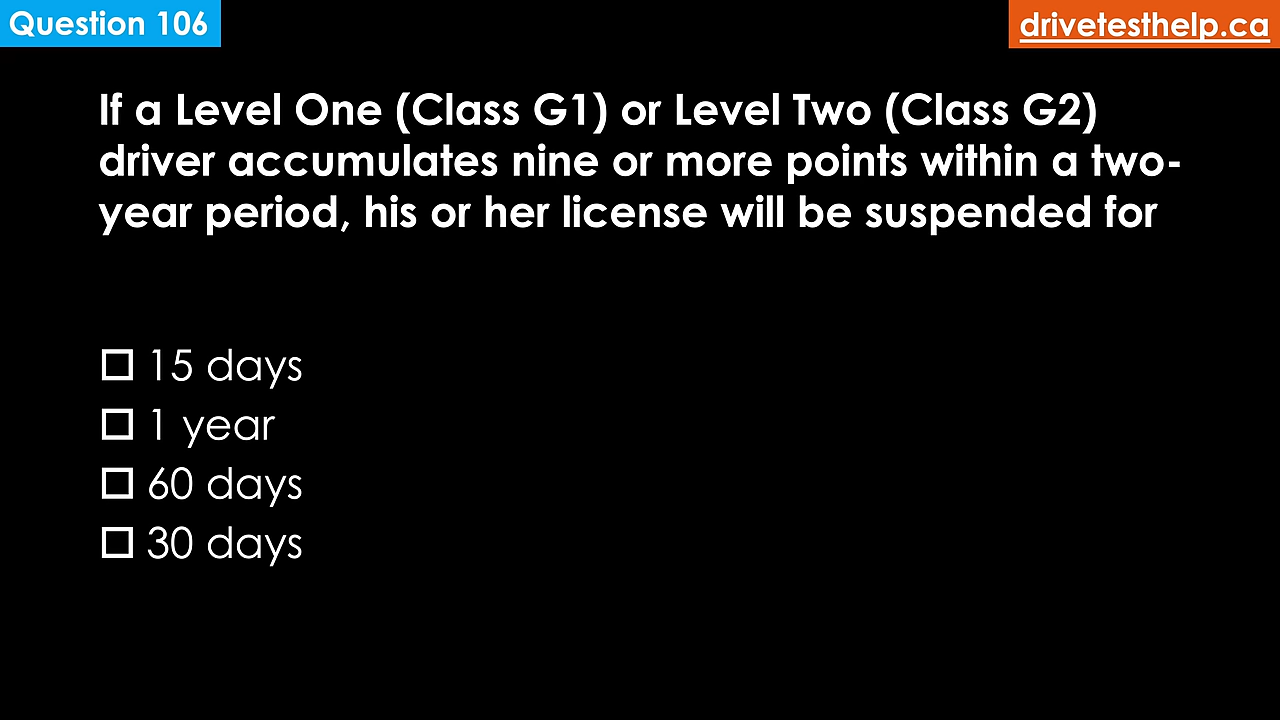 Question 106
drivetesthelp.ca
If a Level One (Class G1) or Level Two (Class G2)
driver accumulates nine or more points within a two-
year period, his or her license will be suspended for
15 days
1 year
60 days
30 days